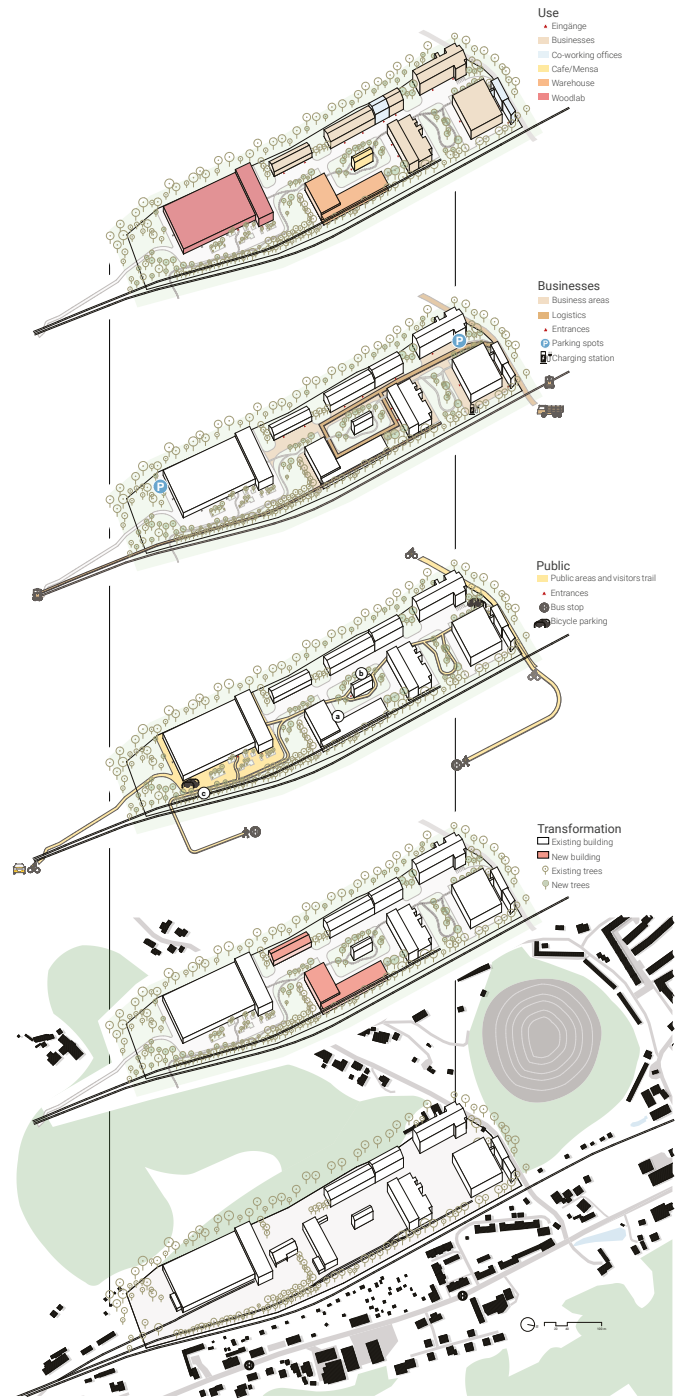 Use
Eingänge
Businesses
Co-working offices
Cafe/Mensa
Warehouse
Woodlab
Businesses
Business areas
Logistics
Entrances
P Parking spots
Charging station
P
P
Public
Public areas and visitors trail
Entrances
Bus stop
Bicycle parking
b
a
c
Transformation
Existing building
New building
Existing trees
New trees